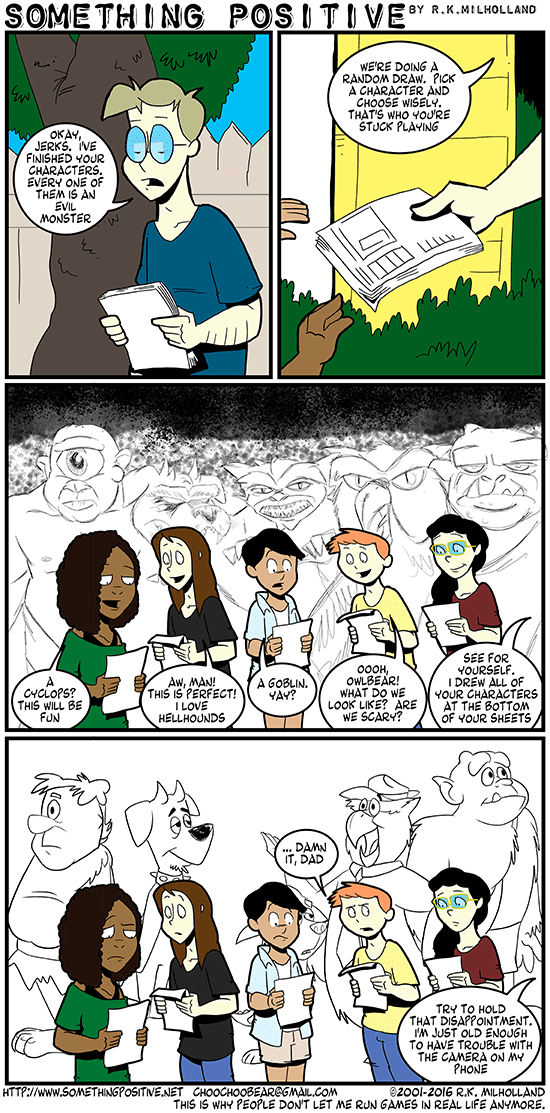 SOMETHING POSITIVE BY R.K.MILHOLLAND
OKAY,
JERKS. I'VE
FINISHED YOUR
CHARACTERS.
EVERY ONE OF
THEM IS AN
EVIL
MONSTER
WE'RE DOING A
RANDOM DRAW. PICK
A CHARACTER AND
CHOOSE WISELY.
THAT'S WHO YOU'RE
STUCK PLAYING
A
CYCLOPS?
THIS WILL BE
FUN
AW, MAN!
THIS IS PERFECT!
I LOVE
HELLHOUNDS
A GOBLIN.
YAY?
OOOH,
OWLBEAR!
WHAT DO WE
LOOK LIKE? ARE
WE SCARY?
SEE FOR
YOURSELF.
I DREW ALL OF
YOUR CHARACTERS
AT THE BOTTOM
OF YOUR SHEETS
... DAMN
IT, DAD
TRY TO HOLD
THAT DISAPPOINTMENT.
I'M JUST OLD ENOUGH
TO HAVE TROUBLE WITH
THE CAMERA ON MY
PHONE
HTTP://WWW.SOMETHINGPOSITIVE.NET CHOOCHOOBEAR@GMAIL.COM ©2001-2016 R.K. MILHOLLAND
THIS IS WHY PEOPLE DON'T LET ME RUN GAMES IN REAL LIFE ANYMORE.